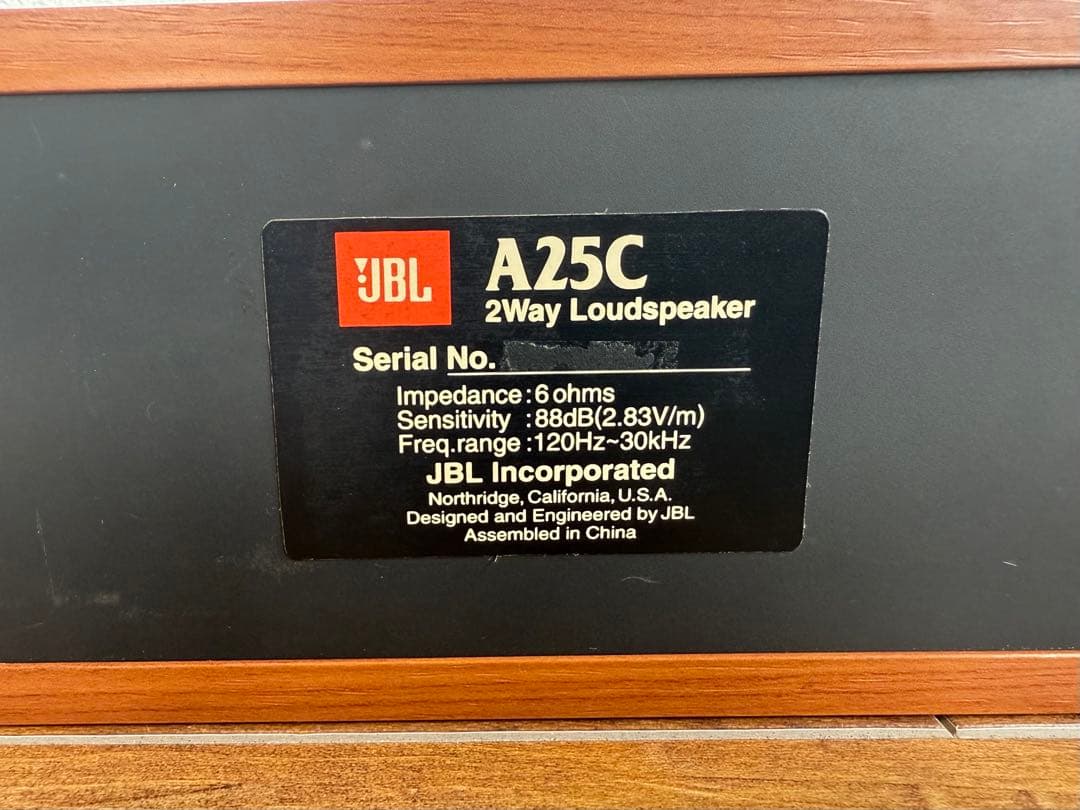 JBL
A25C
2Way Loudspeaker
Serial No.
Impedance:6 ohms
Sensitivity :88dB(2.83V/m)
Freq.range :120Hz~30kHz
JBL Incorporated
Northridge, California, U.S.A.
Designed and Engineered by JBL
Assembled in China